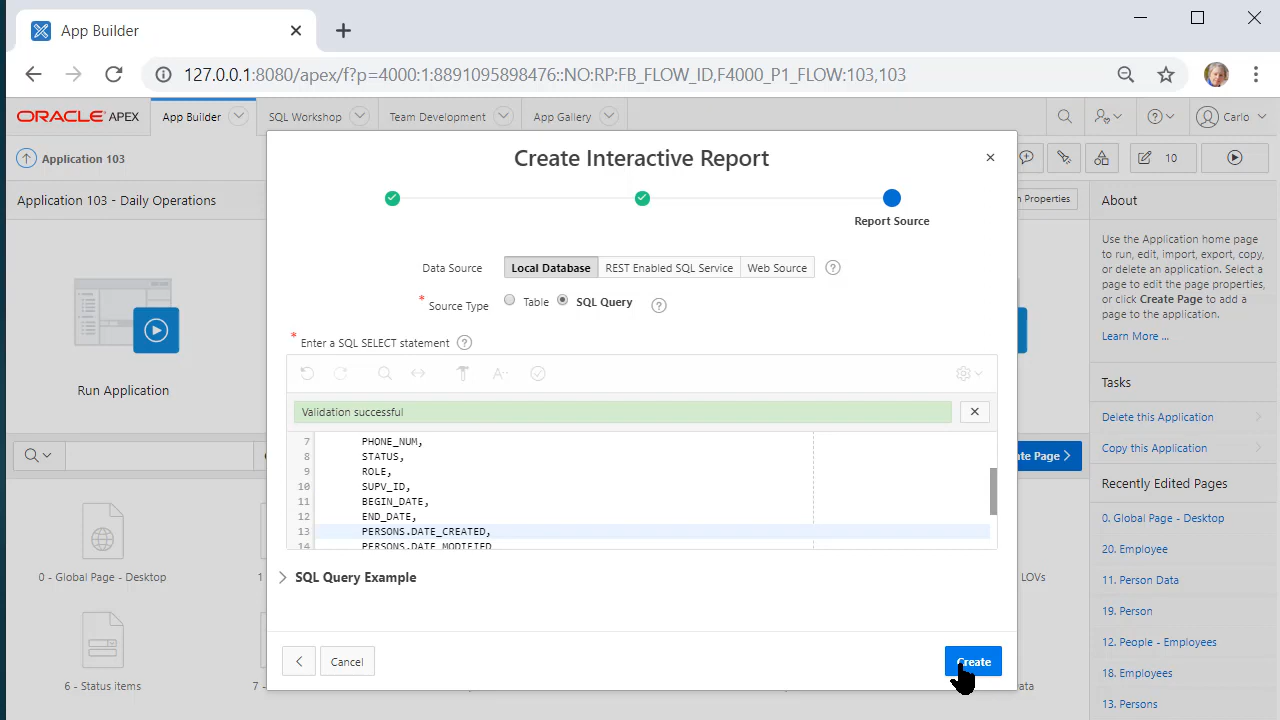 App Builder
127.0.0.1:8080/apex/f?p=4000:1:8891095898476::NO:RP:FB_FLOW_ID,F4000_P1_FLOW:103,103
ORACLE APEX
App Builder
SQL Workshop
Team Development
App Gallery
Carlo
Application 103
10
Application 103 - Daily Operations
Properties
About
Use the Application home page
to run, edit, import, export, copy,
or delete an application. Select a
page to edit the page properties,
or click Create Page to add a
page to the application.
Learn More ...
Run Application
Tasks
Delete this Application
Copy this Application
Page
Recently Edited Pages
0. Global Page - Desktop
20. Employee
11. Person Data
19. Person
12. People - Employees
18. Employees
13. Persons
0 - Global Page - Desktop
1
LOVs
6 - Status items
7 -
Create Interactive Report
Report Source
Data Source
Local Database
REST Enabled SQL Service
Web Source
?
* Source Type
Table
SQL Query
?
* Enter a SQL SELECT statement ?
Validation successful
7 PHONE_NUM,
8 STATUS,
9 ROLE,
10 SUPV_ID,
11 BEGIN_DATE,
12 END_DATE,
13 PERSONS.DATE_CREATED,
14 PERSONS.DATE_MODIFIED
SQL Query Example
Cancel
Create